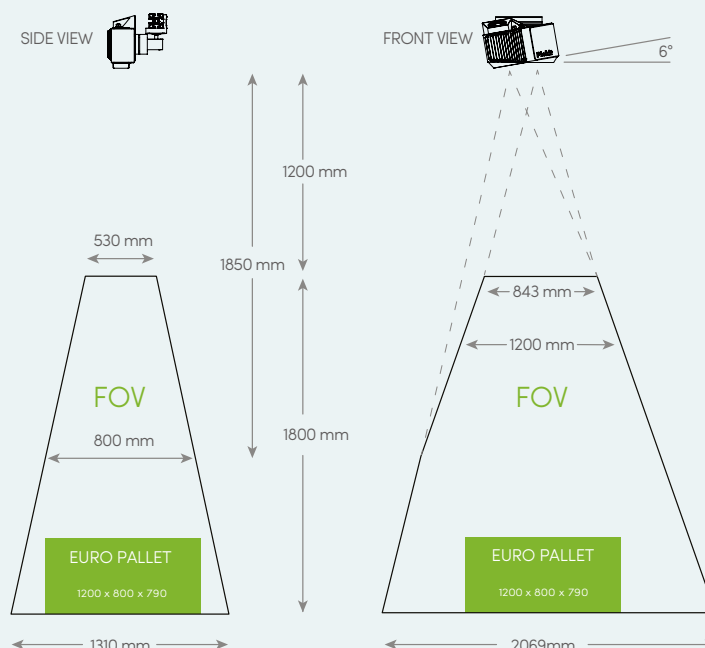 SIDE VIEW
FRONT VIEW
6°
1200 mm
530 mm
1850 mm
843 mm
1200 mm
FOV
FOV
800 mm
1800 mm
EURO PALLET
1200 x 800 x 790
EURO PALLET
1200 x 800 x 790
1310 mm
2069mm